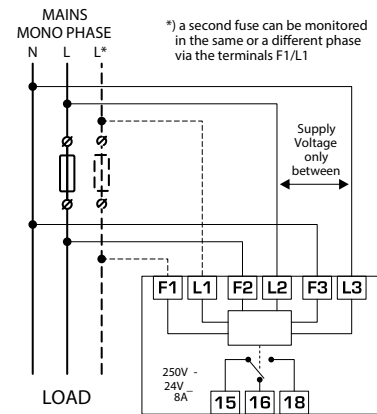 MAINS
MONO PHASE
N L L*
*) a second fuse can be monitored
in the same or a different phase
via the terminals F1/L1
Supply
Voltage
only
between
F1 L1 F2 L2 F3 L3
250V -
24V _
8A
15 16 18
LOAD